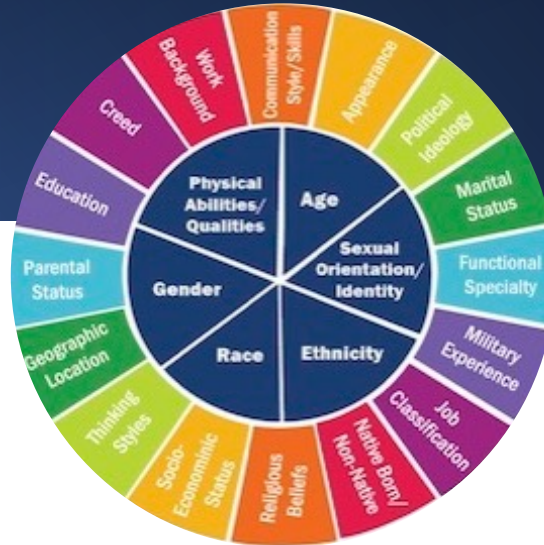 Communication
Style/Skills
Appearance
Political
Ideology
Marital
Status
Functional
Specialty
Military
Experience
Job
Classification
Native Born/
Non-Native
Religious
Beliefs
Socio-
Econominic
Status
Thinking
Styles
Geographic
Location
Parental
Status
Education
Creed
Work
Background
Age
Sexual
Orientation/
Identity
Ethnicity
Race
Gender
Physical
Abilities/
Qualities